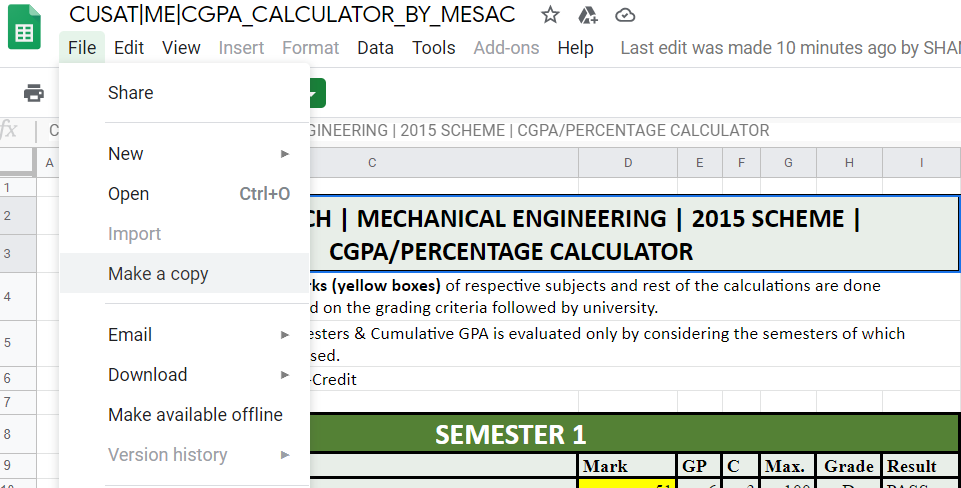 CUSAT|ME|CGPA_CALCULATOR_BY_MESAC
File Edit View Insert Format Data Tools Add-ons Help Last edit was made 10 minutes ago by SHA
Share
fx C GINEERING | 2015 SCHEME | CGPA/PERCENTAGE CALCULATOR
New
A C D E F G H I
Open Ctrl+O
1
Import
2 CH | MECHANICAL ENGINEERING | 2015 SCHEME |
3 CGPA/PERCENTAGE CALCULATOR
Make a copy
4 rks (yellow boxes) of respective subjects and rest of the calculations are done
d on the grading criteria followed by university.
Email
5 esters & Cumulative GPA is evaluated only by considering the semesters of which
sed.
Download
6 -Credit
7
Make available offline
8 SEMESTER 1
Version history
9 Mark GP C Max. Grade Result
51